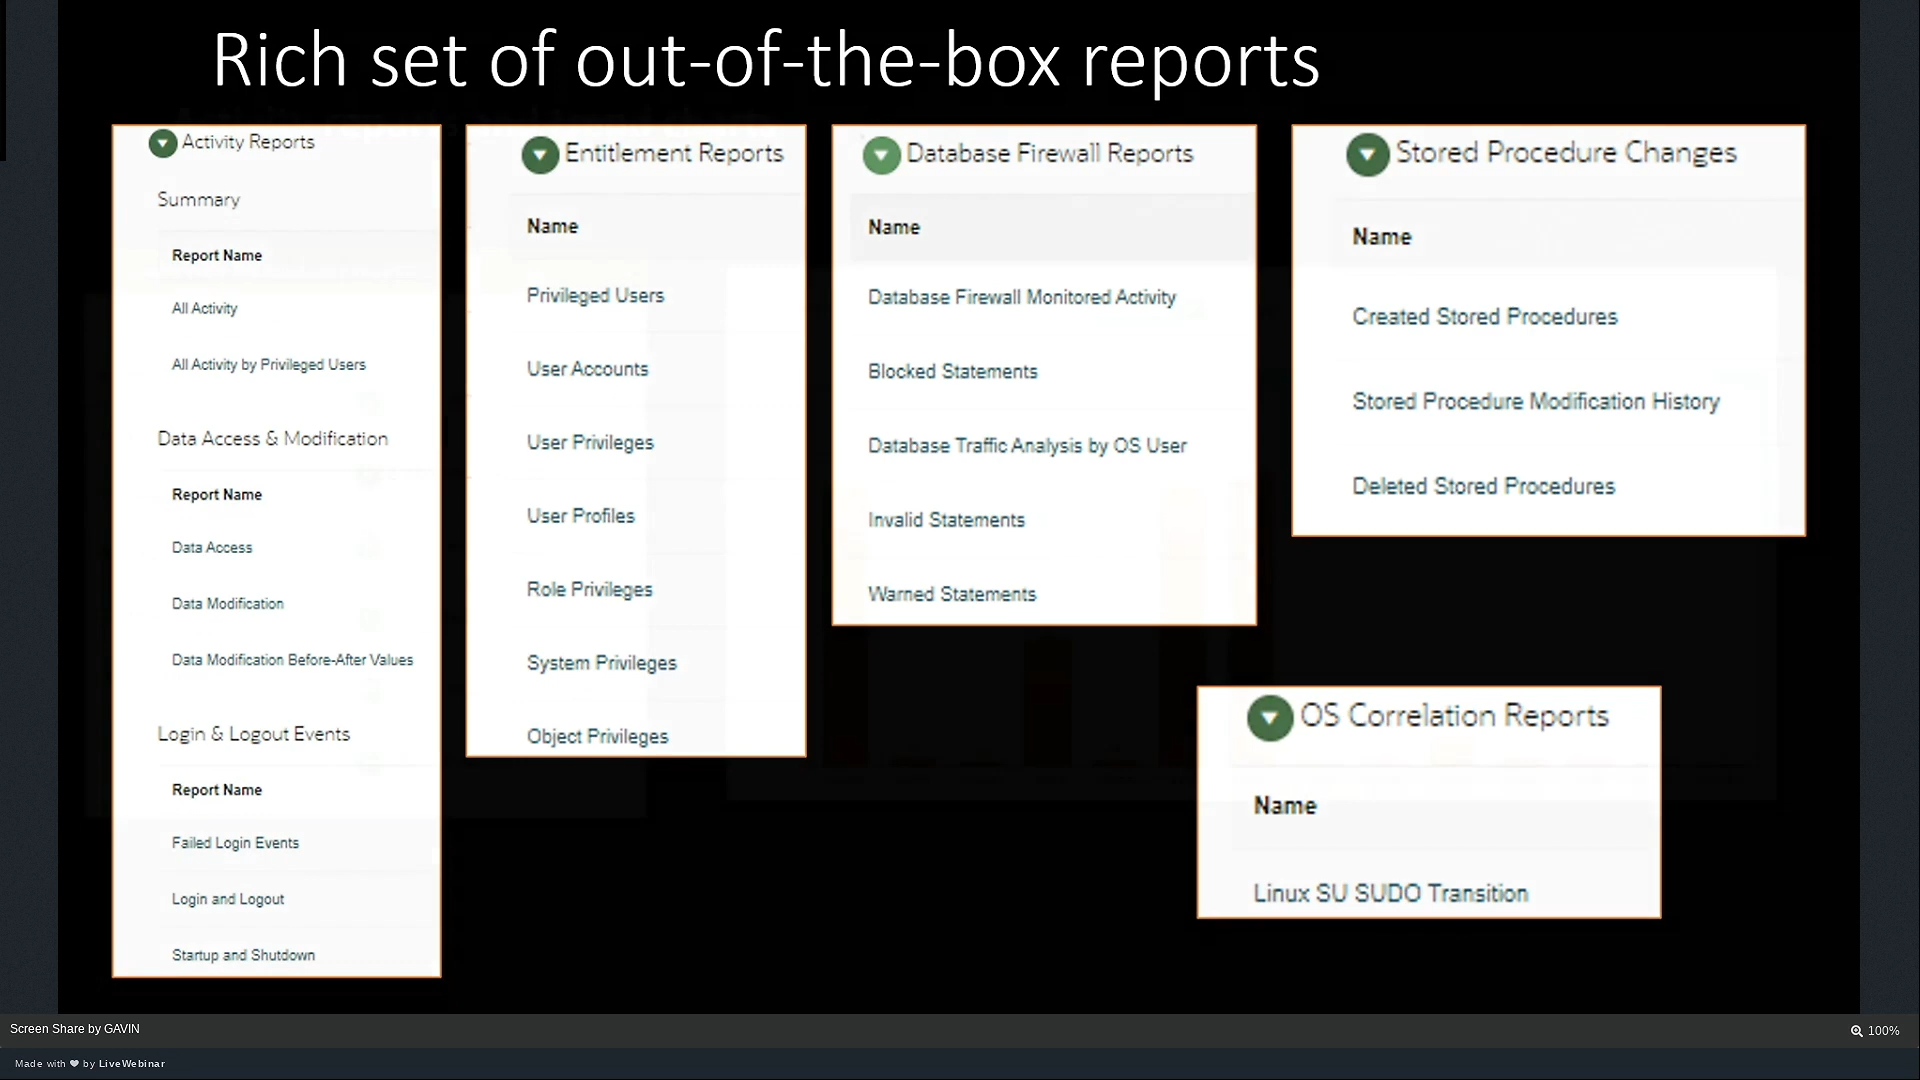 Rich set of out-of-the-box reports
Activity Reports
Summary
Report Name
All Activity
All Activity by Privileged Users
Data Access & Modification
Report Name
Data Access
Data Modification
Data Modification Before-After Values
Login & Logout Events
Report Name
Failed Login Events
Login and Logout
Startup and Shutdown
Entitlement Reports
Name
Privileged Users
User Accounts
User Privileges
User Profiles
Role Privileges
System Privileges
Object Privileges
Database Firewall Reports
Name
Database Firewall Monitored Activity
Blocked Statements
Database Traffic Analysis by OS User
Invalid Statements
Warned Statements
Stored Procedure Changes
Name
Created Stored Procedures
Stored Procedure Modification History
Deleted Stored Procedures
OS Correlation Reports
Name
Linux SU SUDO Transition
Screen Share by GAVIN
100%
Made with ❤ by LiveWebinar